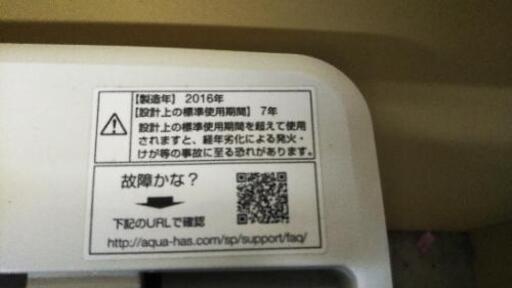 【製造年】 2016年
【設計上の標準使用期間】 7年
設計上の標準使用期間を超えて使用
されますと、経年劣化による発火・
けが等の事故に至る恐れがあります。
故障かな?
下記のURLで確認
http://aqua-has.com/sp/support/faq/